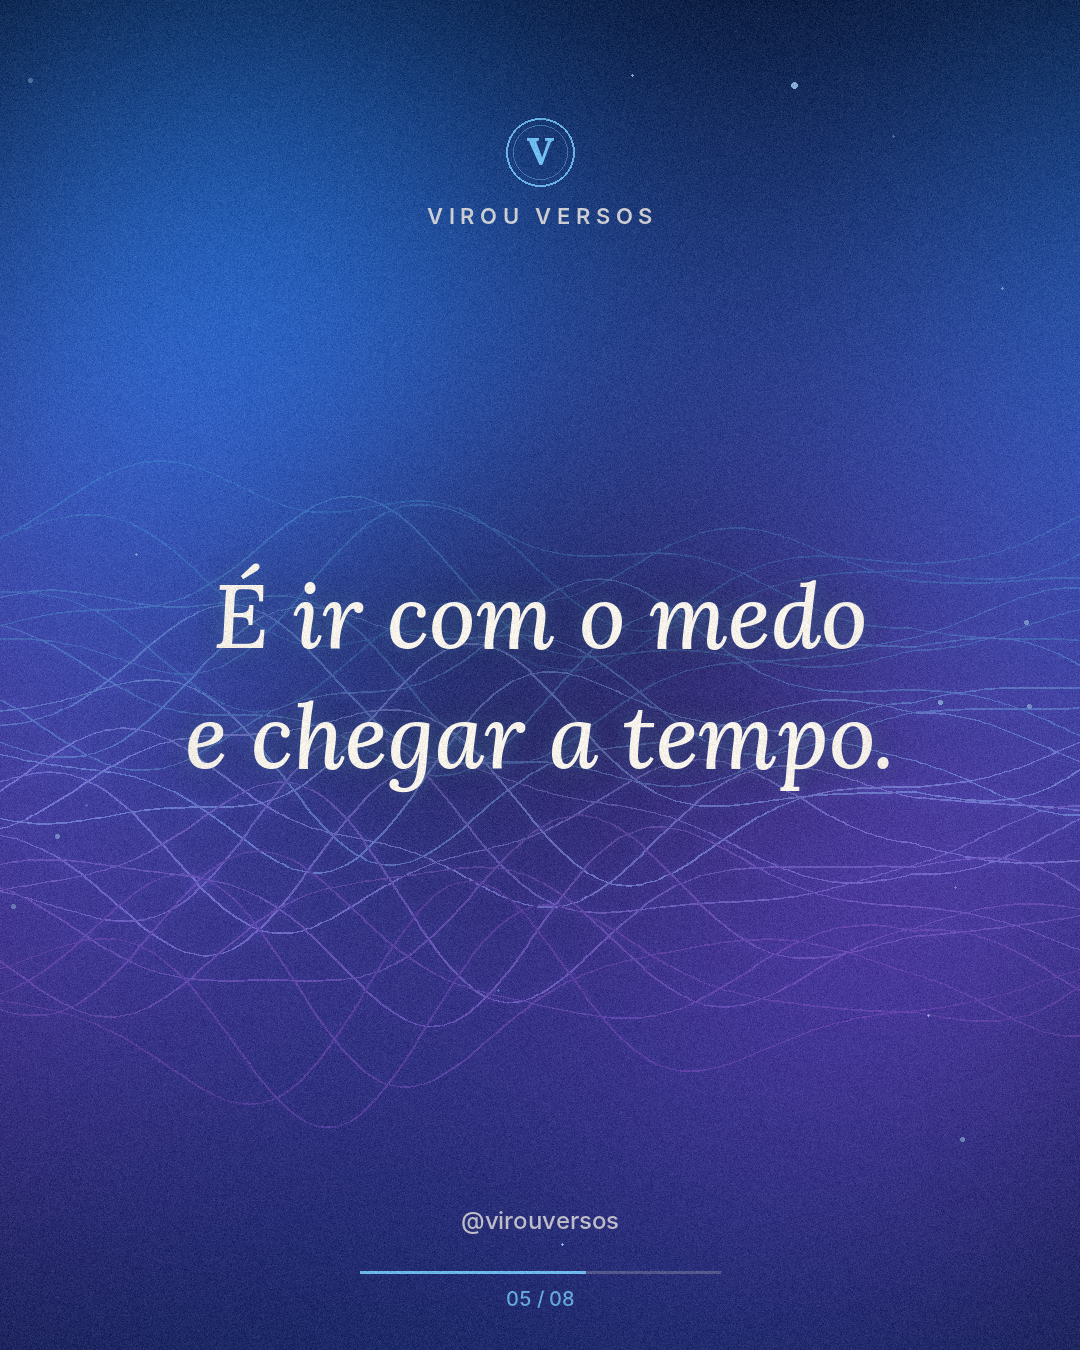 V
VIROU VERSOS
É ir com o medo
e chegar a tempo.
@virouversos
05 / 08